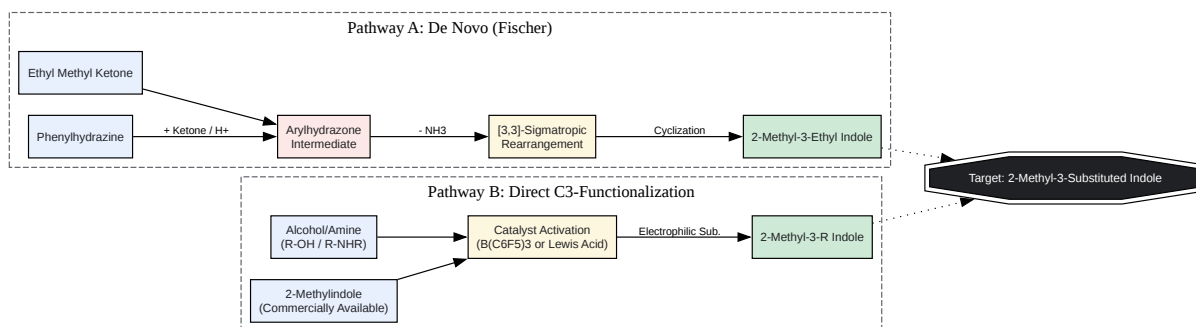 Pathway A: De Novo (Fischer)
Ethyl Methyl Ketone
Phenylhydrazine
+ Ketone / H+
Arylhydrazone
Intermediate
- NH3
[3,3]-Sigmatropic
Rearrangement
Cyclization
2-Methyl-3-Ethyl Indole
Target: 2-Methyl-3-Substituted Indole
Pathway B: Direct C3-Functionalization
Alcohol/Amine
(R-OH / R-NHR)
2-Methylindole
(Commercially Available)
Catalyst Activation
(B(C6F5)3 or Lewis Acid)
Electrophilic Sub.
2-Methyl-3-R Indole